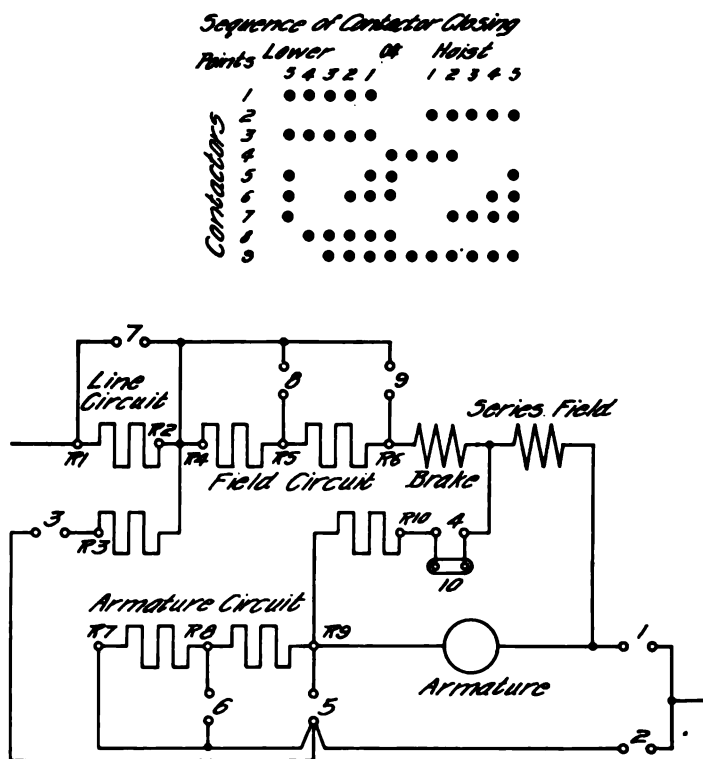 Sequence of Contactor Closing
Points Lower Off Hoist
5 4 3 2 1 1 2 3 4 5
Contactors
1
2
3
4
5
6
7
8
9
7
Line
Circuit
8
9
Series Field
R1
R2
R4
R5
R6
Field Circuit
Brake
3
R3
R10
4
10
Armature Circuit
R7
R8
R9
1
Armature
6
5
2